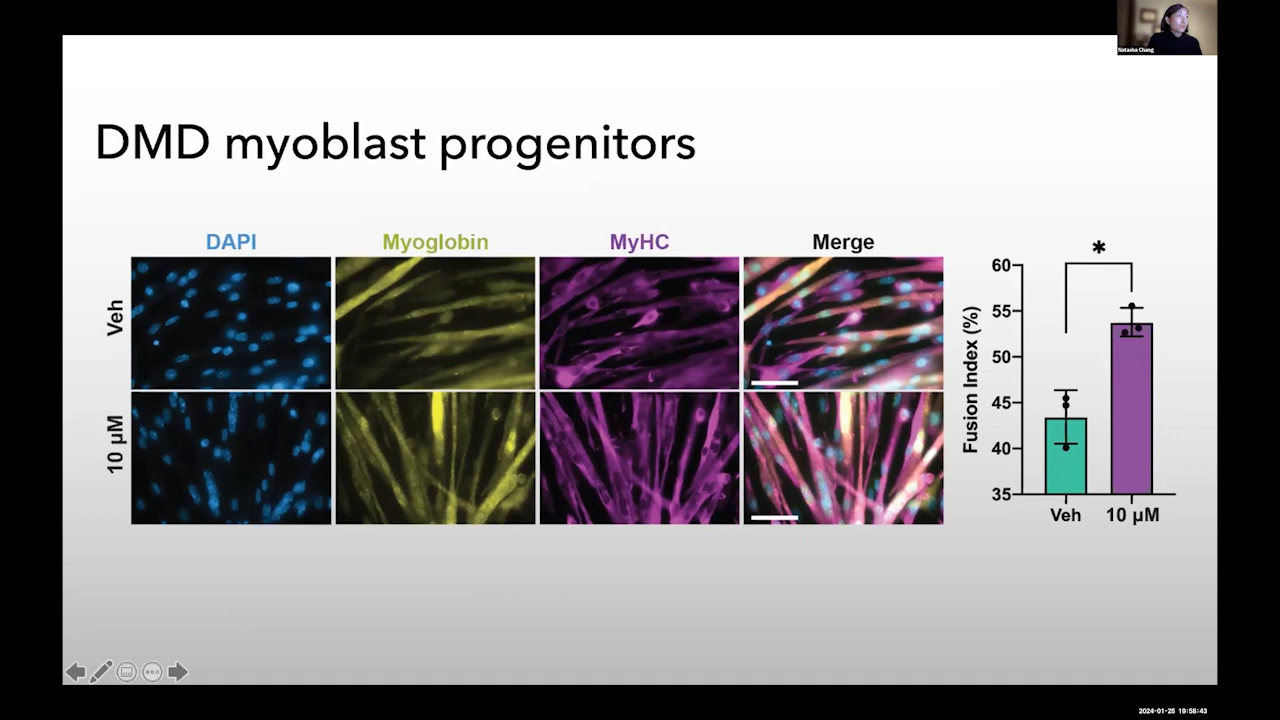 Natasha Chang
DMD myoblast progenitors
DAPI
Myoglobin
MyHC
Merge
Veh
10 μM
*
60
55
50
45
40
35
Fusion Index (%)
Veh
10 μM
2024-01-25 19:58:43